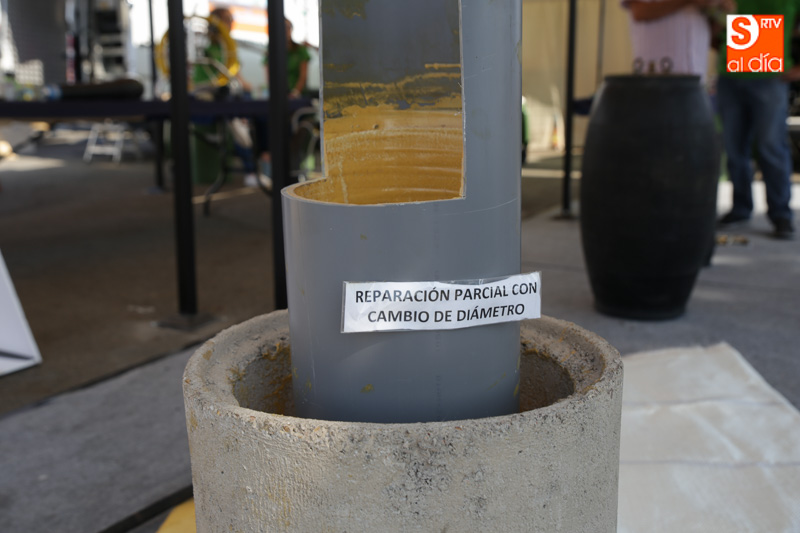 S RTV
al día
REPARACIÓN PARCIAL CON
CAMBIO DE DIÁMETRO